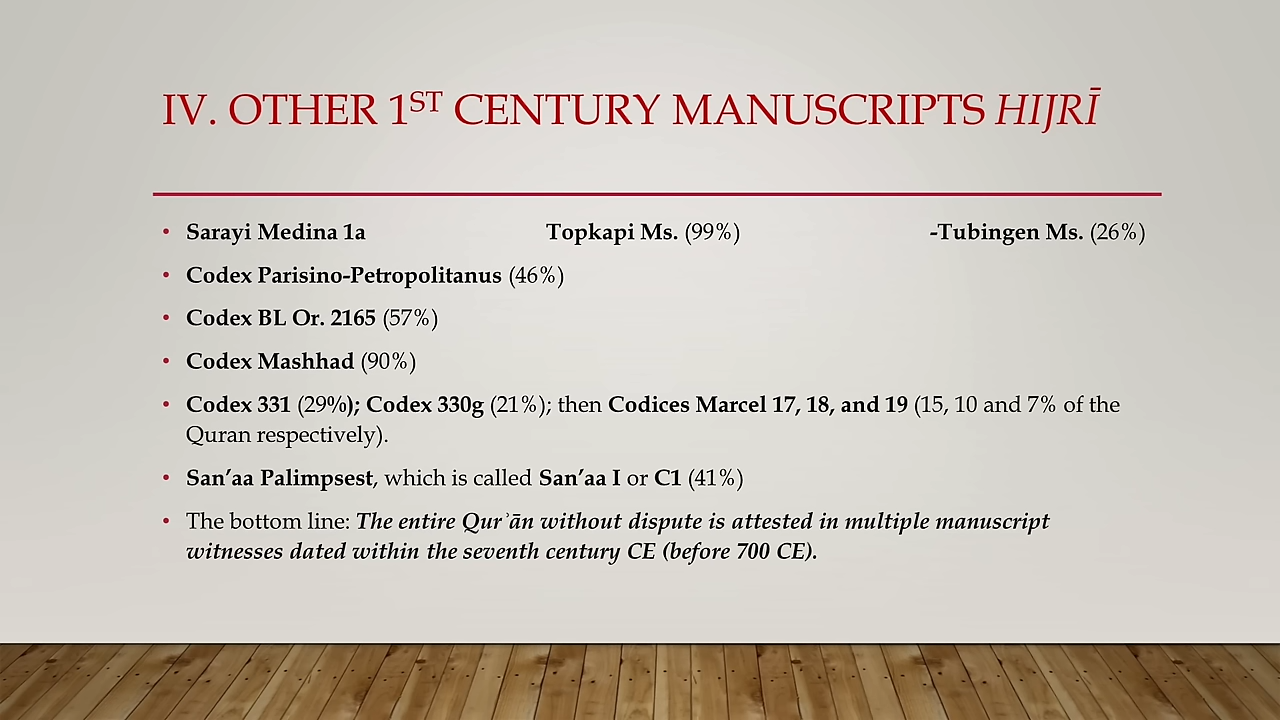 IV. OTHER 1ST CENTURY MANUSCRIPTS HIJRĪ
• Sarayi Medina 1a Topkapi Ms. (99%) -Tubingen Ms. (26%)
• Codex Parisino-Petropolitanus (46%)
• Codex BL Or. 2165 (57%)
• Codex Mashhad (90%)
• Codex 331 (29%); Codex 330g (21%); then Codices Marcel 17, 18, and 19 (15, 10 and 7% of the
Quran respectively).
• San’aa Palimpsest, which is called San’aa I or C1 (41%)
• The bottom line: The entire Qurʾān without dispute is attested in multiple manuscript
witnesses dated within the seventh century CE (before 700 CE).